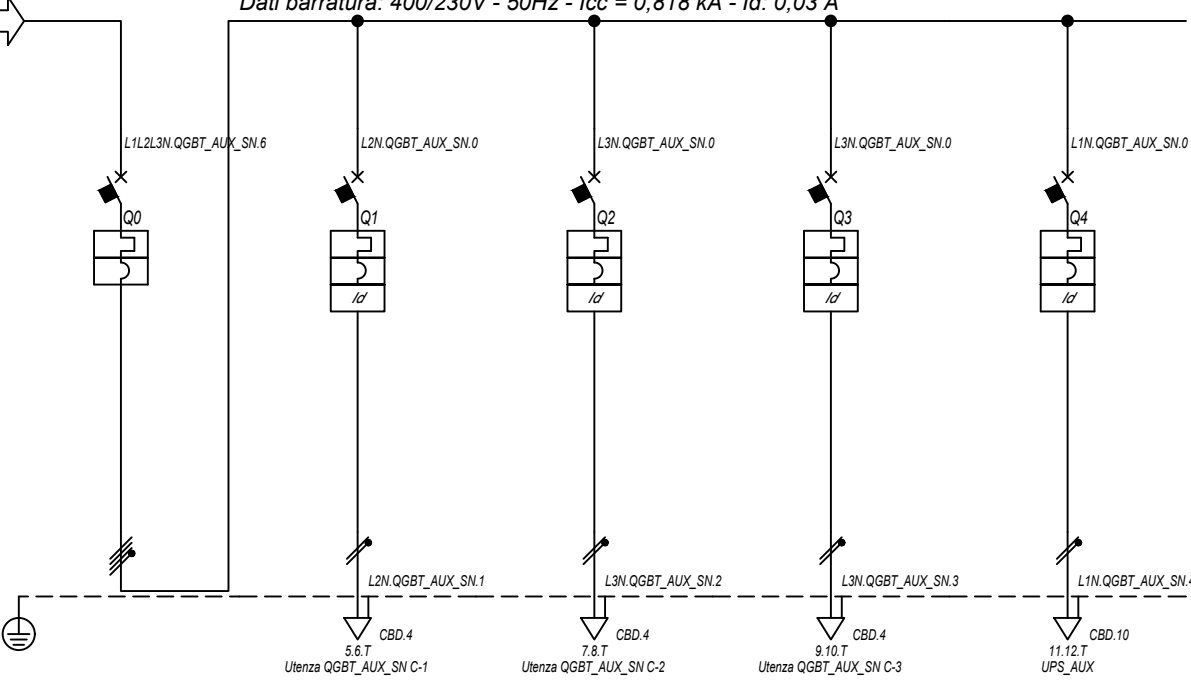 Dati barratura: 400/230V - 50Hz - Icc = 0,818 kA - Id: 0,03 A
L1L2L3N.QGBT_AUX_SN.6
L2N.QGBT_AUX_SN.0
L3N.QGBT_AUX_SN.0
L3N.QGBT_AUX_SN.0
L1N.QGBT_AUX_SN.0
Q0
Q1
Q2
Q3
Q4
Id
Id
Id
Id
L2N.QGBT_AUX_SN.1
L3N.QGBT_AUX_SN.2
L3N.QGBT_AUX_SN.3
L1N.QGBT_AUX_SN.4
CBD.4
CBD.4
CBD.4
CBD.10
5.6.T
Utenza QGBT_AUX_SN C-1
7.8.T
Utenza QGBT_AUX_SN C-2
9.10.T
Utenza QGBT_AUX_SN C-3
11.12.T
UPS_AUX